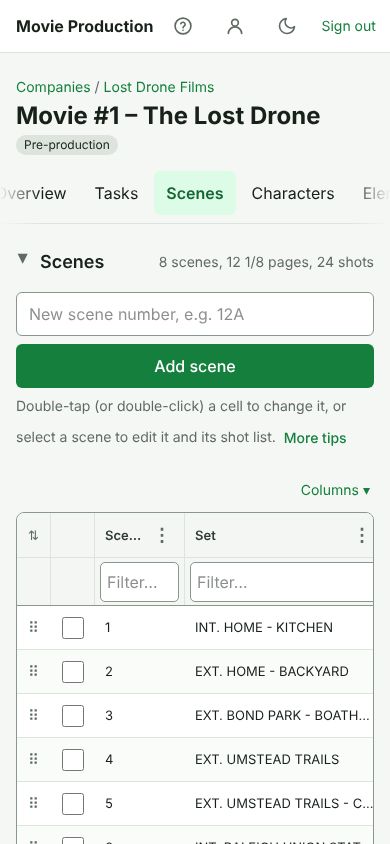 Movie Production
Sign out
Companies / Lost Drone Films
Movie #1 – The Lost Drone
Pre-production
Overview Tasks Scenes Characters Ele
▼ Scenes 8 scenes, 12 1/8 pages, 24 shots
New scene number, e.g. 12A
Add scene
Double-tap (or double-click) a cell to change it, or
select a scene to edit it and its shot list. More tips
Columns ▾
Sce... Set
Filter... Filter...
1 INT. HOME - KITCHEN
2 EXT. HOME - BACKYARD
3 EXT. BOND PARK - BOATH...
4 EXT. UMSTEAD TRAILS
5 EXT. UMSTEAD TRAILS - C...